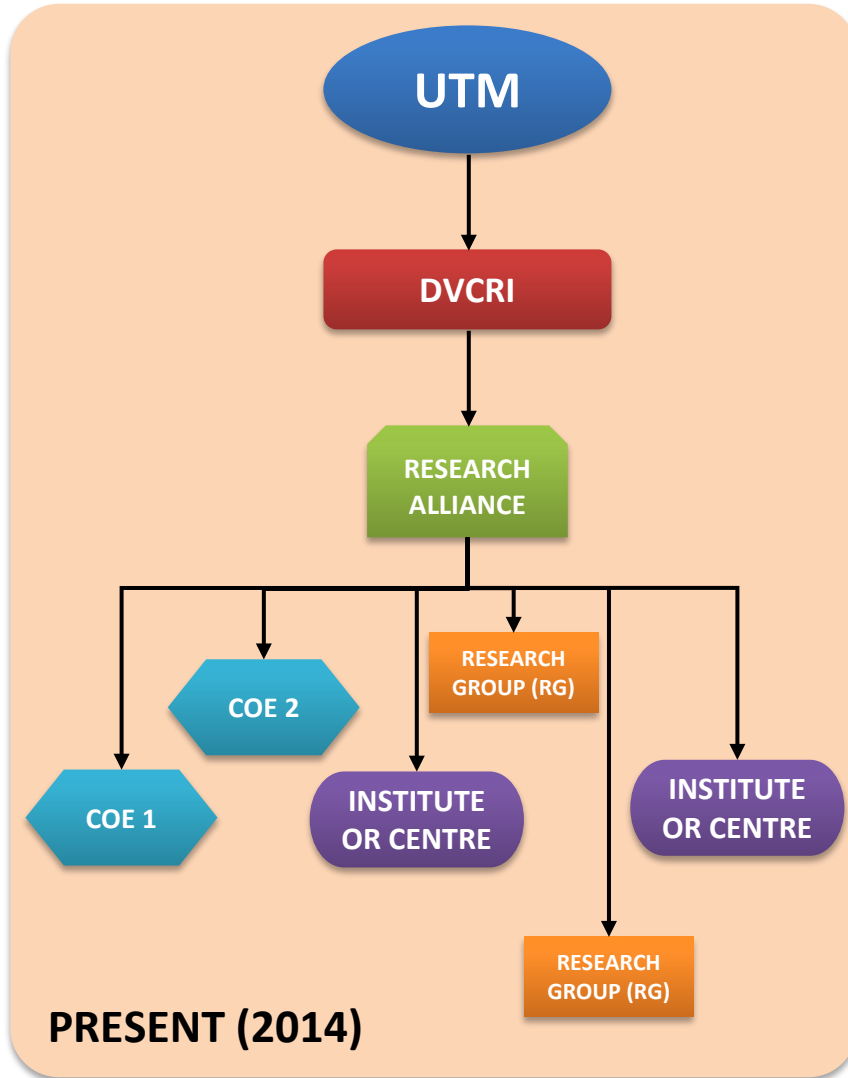 UTM
DVCRI
RESEARCH
ALLIANCE
RESEARCH
GROUP (RG)
COE 2
INSTITUTE
OR CENTRE
INSTITUTE
OR CENTRE
COE 1
RESEARCH
GROUP (RG)
PRESENT (2014)